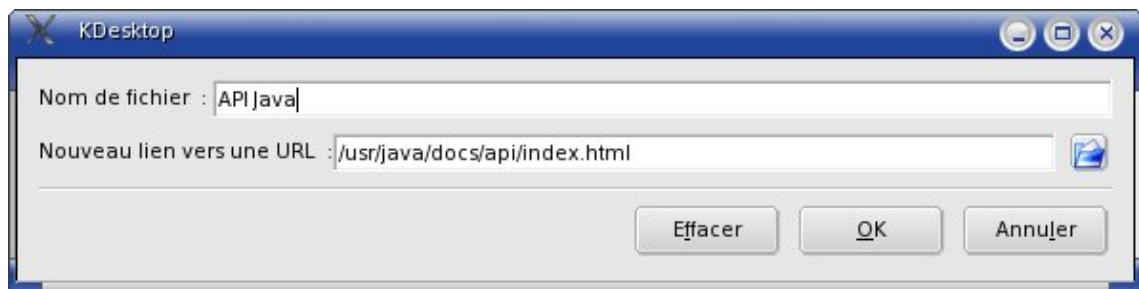 KDesktop
Nom de fichier : API Java
Nouveau lien vers une URL : /usr/java/docs/api/index.html
Effacer OK Annuler